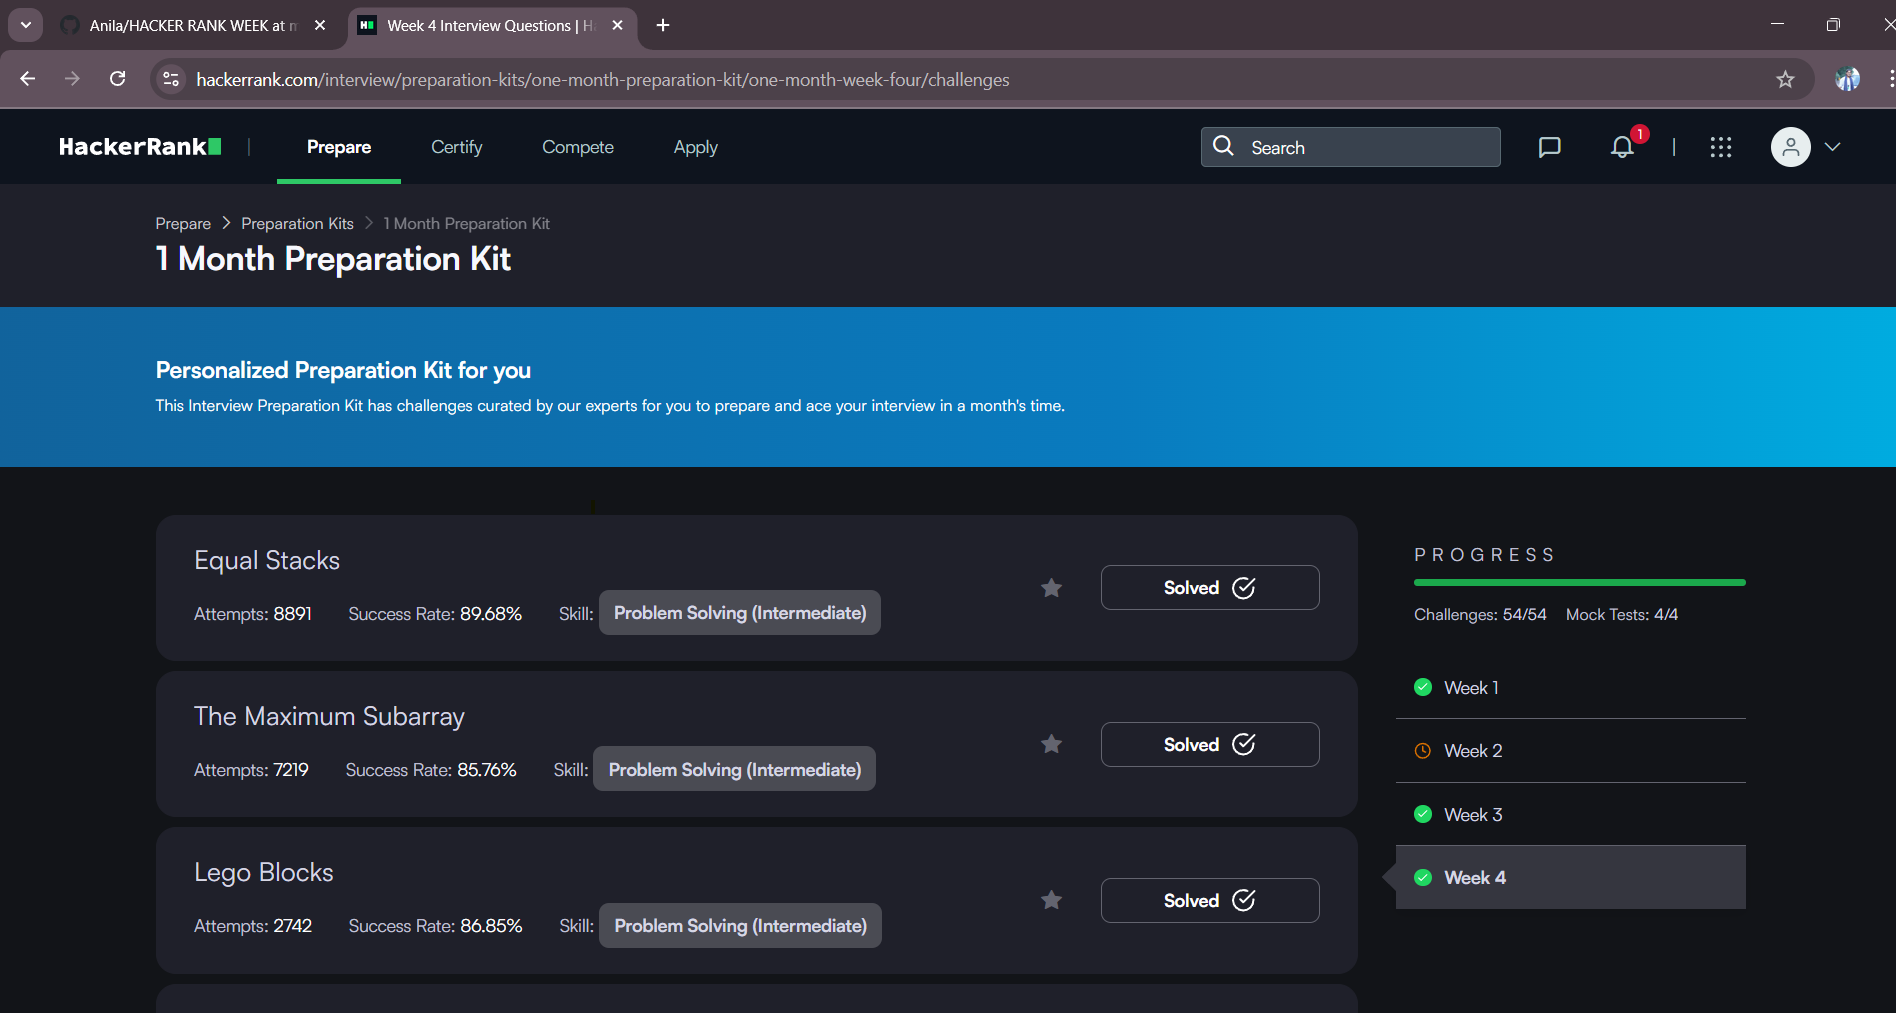 Anila/HACKER RANK WEEK at m
Week 4 Interview Questions | Ha
hackerrank.com/interview/preparation-kits/one-month-preparation-kit/one-month-week-four/challenges
HackerRank
Prepare
Certify
Compete
Apply
Search
1
Prepare > Preparation Kits > 1 Month Preparation Kit
1 Month Preparation Kit
Personalized Preparation Kit for you
This Interview Preparation Kit has challenges curated by our experts for you to prepare and ace your interview in a month's time.
Equal Stacks
Attempts: 8891 Success Rate: 89.68% Skill: Problem Solving (Intermediate)
Solved
The Maximum Subarray
Attempts: 7219 Success Rate: 85.76% Skill: Problem Solving (Intermediate)
Solved
Lego Blocks
Attempts: 2742 Success Rate: 86.85% Skill: Problem Solving (Intermediate)
Solved
PROGRESS
Challenges: 54/54 Mock Tests: 4/4
Week 1
Week 2
Week 3
Week 4